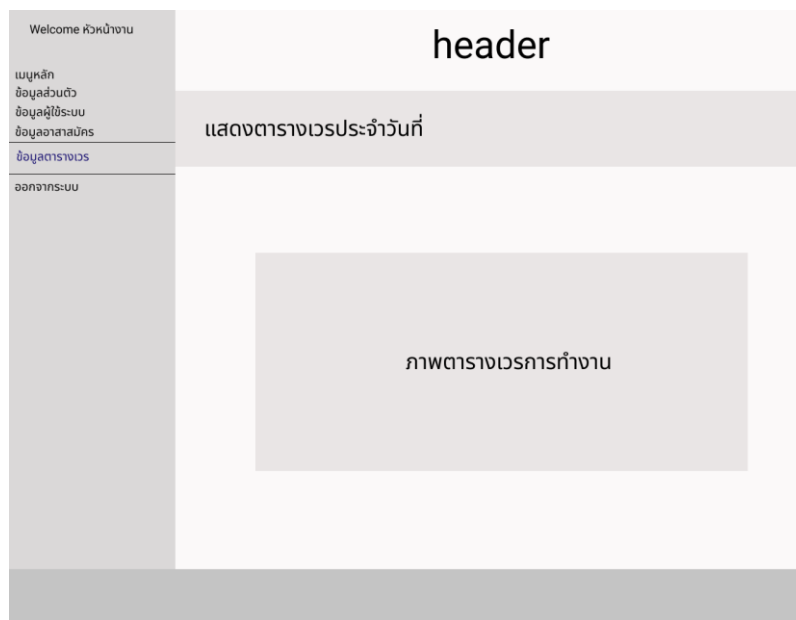 Welcome หัวหน้างาน
เมนูหลัก
ข้อมูลส่วนตัว
ข้อมูลผู้ใช้ระบบ
ข้อมูลอาสาสมัคร
ข้อมูลตารางเวร
ออกจากระบบ
header
แสดงตารางเวรประจำวันที่
ภาพตารางเวรการทำงาน